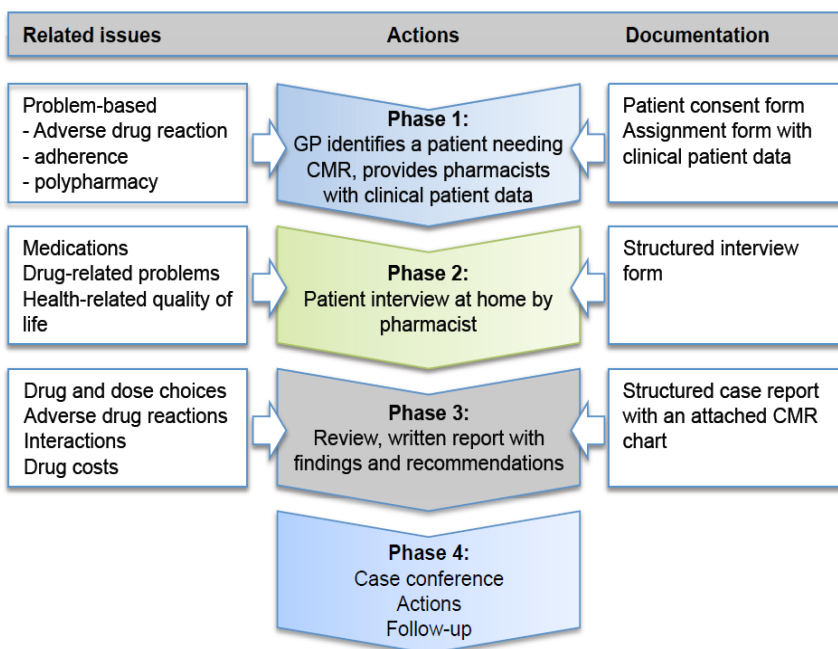 Related issues
Actions
Documentation
Problem-based
- Adverse drug reaction
- adherence
- polypharmacy
Phase 1:
GP identifies a patient needing
CMR, provides pharmacists
with clinical patient data
Patient consent form
Assignment form with
clinical patient data
Medications
Drug-related problems
Health-related quality of
life
Phase 2:
Patient interview at home by
pharmacist
Structured interview
form
Drug and dose choices
Adverse drug reactions
Interactions
Drug costs
Phase 3:
Review, written report with
findings and recommendations
Structured case report
with an attached CMR
chart
Phase 4:
Case conference
Actions
Follow-up